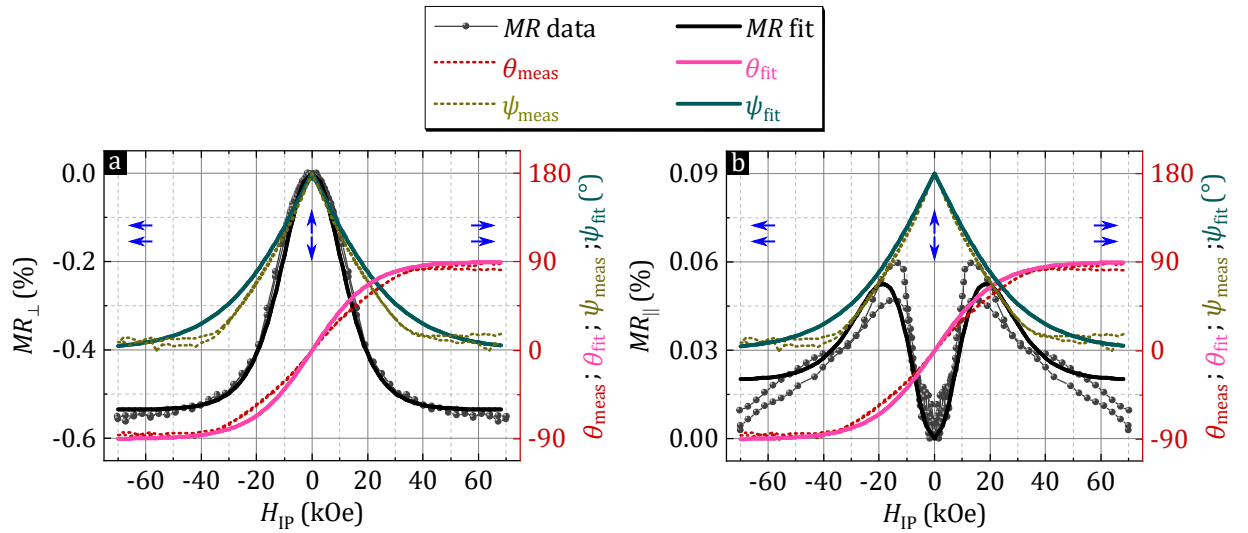 MR data MR fit
θmeas θfit
ψmeas ψfit
a
0.0
-0.2
-0.4
-0.6
MR⊥ (%)
180
90
0
-90
θmeas ; θfit ; ψmeas ; ψfit (°)
-60 -40 -20 0 20 40 60
HIP (kOe)
b
0.09
0.06
0.03
0.00
MR∥ (%)
180
90
0
-90
θmeas ; θfit ; ψmeas ; ψfit (°)
-60 -40 -20 0 20 40 60
HIP (kOe)